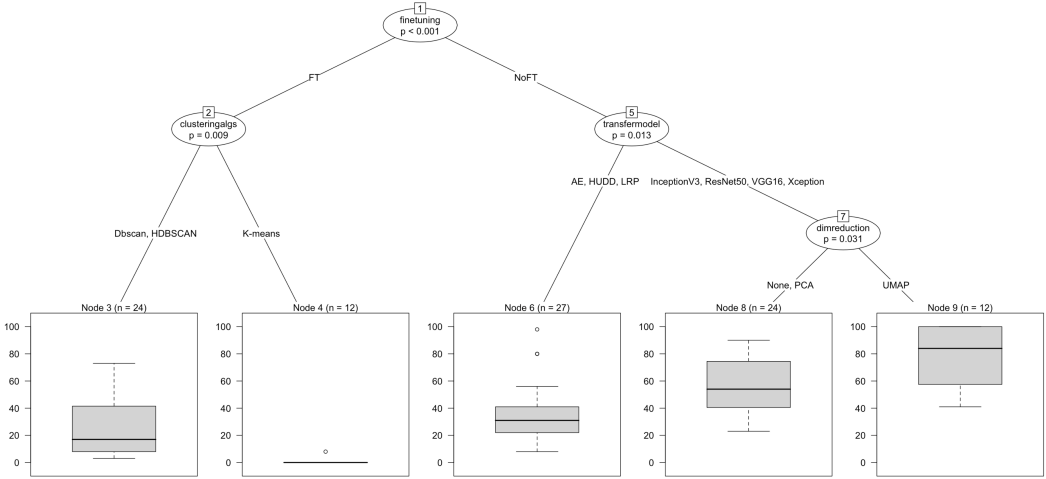 1
finetuning
p < 0.001
FT
NoFT
2
clusteringalgs
p = 0.009
5
transfermodel
p = 0.013
AE, HUDD, LRP
InceptionV3, ResNet50, VGG16, Xception
7
dimreduction
p = 0.031
Dbscan, HDBSCAN
K-means
None, PCA
UMAP
Node 3 (n = 24)
100
80
60
40
20
0
Node 4 (n = 12)
100
80
60
40
20
0
Node 6 (n = 27)
100
80
60
40
20
0
Node 8 (n = 24)
100
80
60
40
20
0
Node 9 (n = 12)
100
80
60
40
20
0